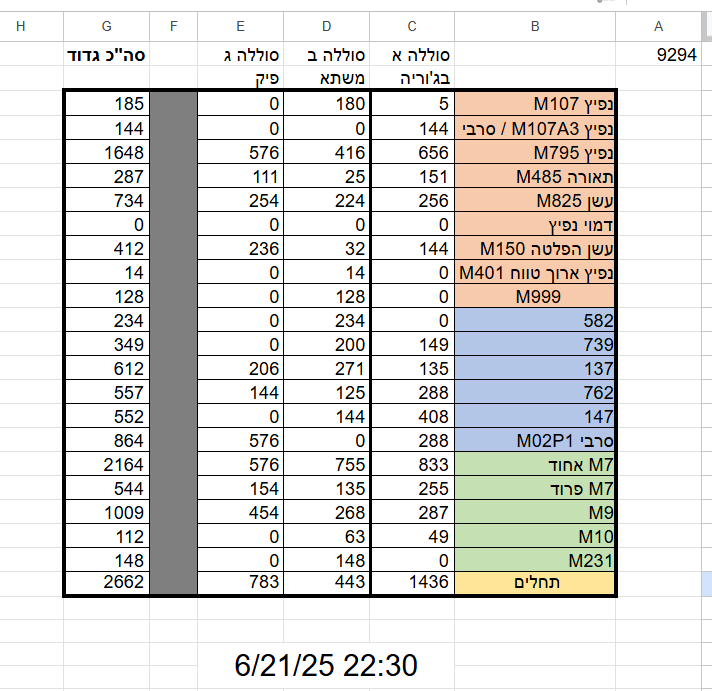 A B C D E F G H
9294 סוללה א סוללה ב סוללה ג סה"כ גדוד
בג'וריה משתא פיק
נפיץ M107 5 180 0 185
נפיץ M107A3 / סרבי 144 0 0 144
נפיץ M795 656 416 576 1648
תאורה M485 151 25 111 287
עשן M825 256 224 254 734
דמוי נפיץ 0 0 0 0
עשן הפלטה M150 144 32 236 412
נפיץ ארוך טווח M401 0 14 0 14
M999 0 128 0 128
582 0 234 0 234
739 149 200 0 349
137 135 271 206 612
762 288 125 144 557
147 408 144 0 552
סרבי M02P1 288 0 576 864
M7 אחוד 833 755 576 2164
M7 פרוד 255 135 154 544
M9 287 268 454 1009
M10 49 63 0 112
M231 0 148 0 148
תחלים 1436 443 783 2662
6/21/25 22:30